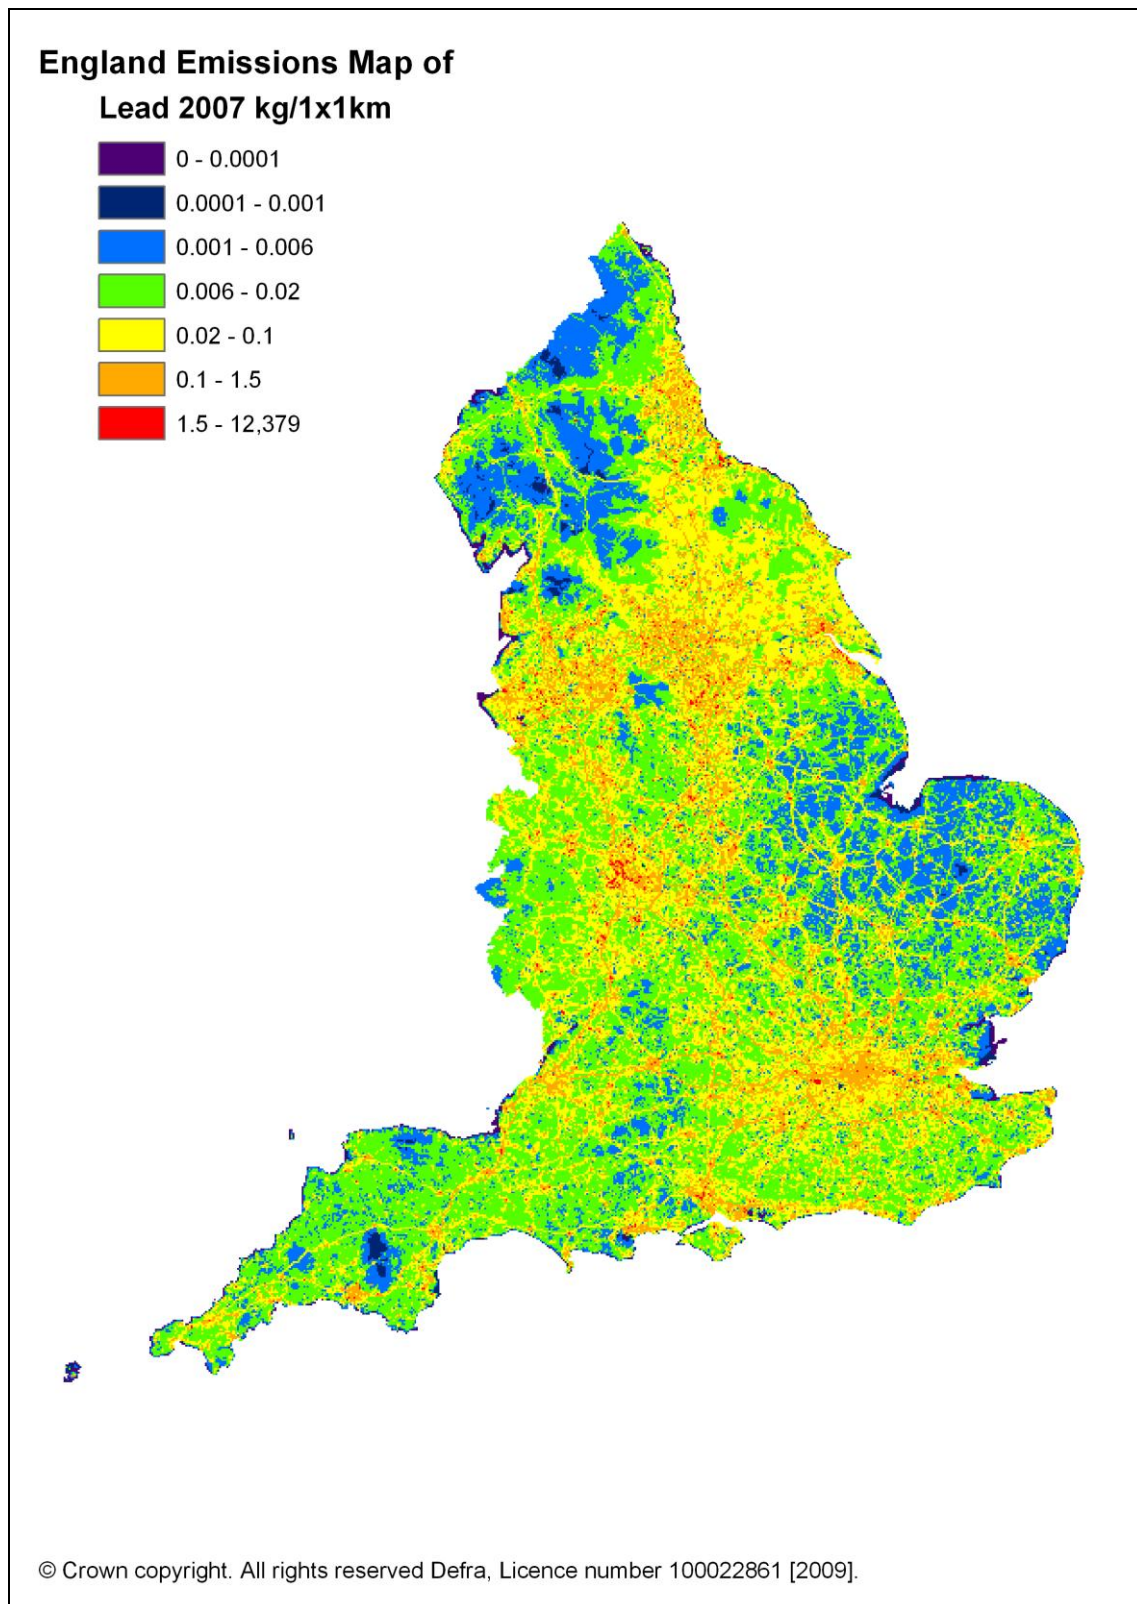 England Emissions Map of
Lead 2007 kg/1x1km
0 - 0.0001
0.0001 - 0.001
0.001 - 0.006
0.006 - 0.02
0.02 - 0.1
0.1 - 1.5
1.5 - 12,379
© Crown copyright. All rights reserved Defra, Licence number 100022861 [2009].